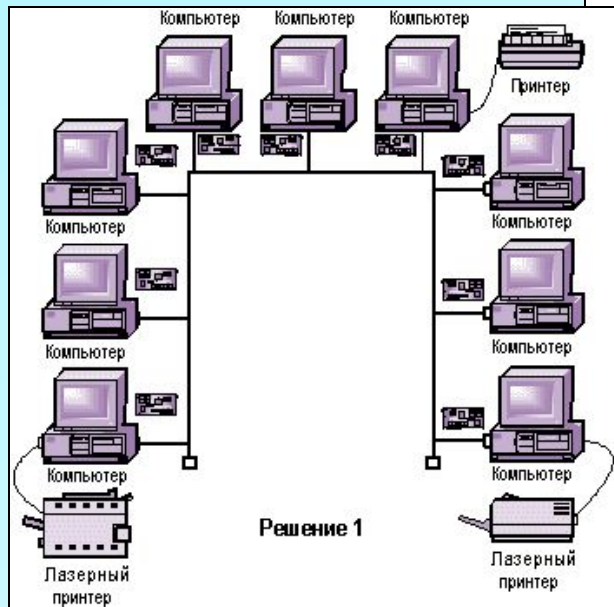 Компьютер
Компьютер
Компьютер
Принтер
Компьютер
Компьютер
Компьютер
Компьютер
Компьютер
Компьютер
Решение 1
Лазерный
принтер
Лазерный
принтер